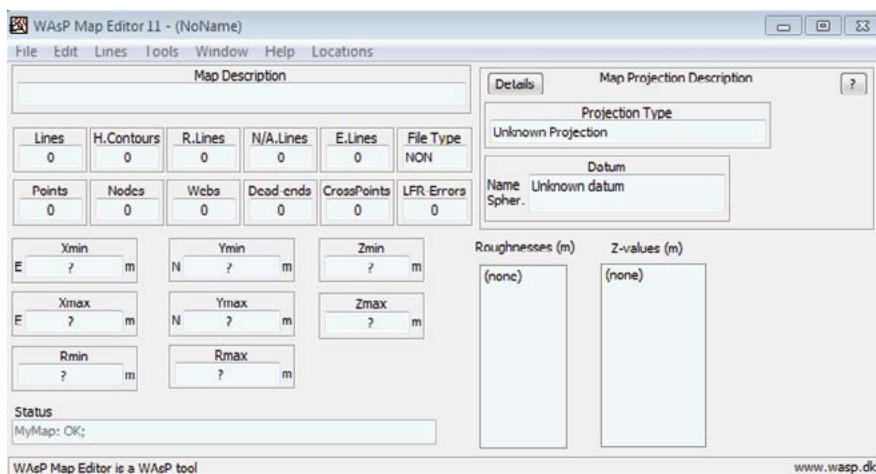 WAsP Map Editor 11 - (NoName)
File Edit Lines Tools Window Help Locations
Map Description
Details Map Projection Description ?
Projection Type
Unknown Projection
Lines H.Contours R.Lines N/A.Lines E.Lines File Type
0 0 0 0 0 NON
Datum
Name Unknown datum
Spher.
Points Nodes Webs Dead-ends CrossPoints LFR-Errors
0 0 0 0 0 0
Xmin Ymin Zmin
E ? m N ? m ? m
Roughnesses (m) Z-values (m)
(none) (none)
Xmax Ymax Zmax
E ? m N ? m ? m
Rmin Rmax
? m ? m
Status
MyMap: OK;
WAsP Map Editor is a WAsP tool www.wasp.dk